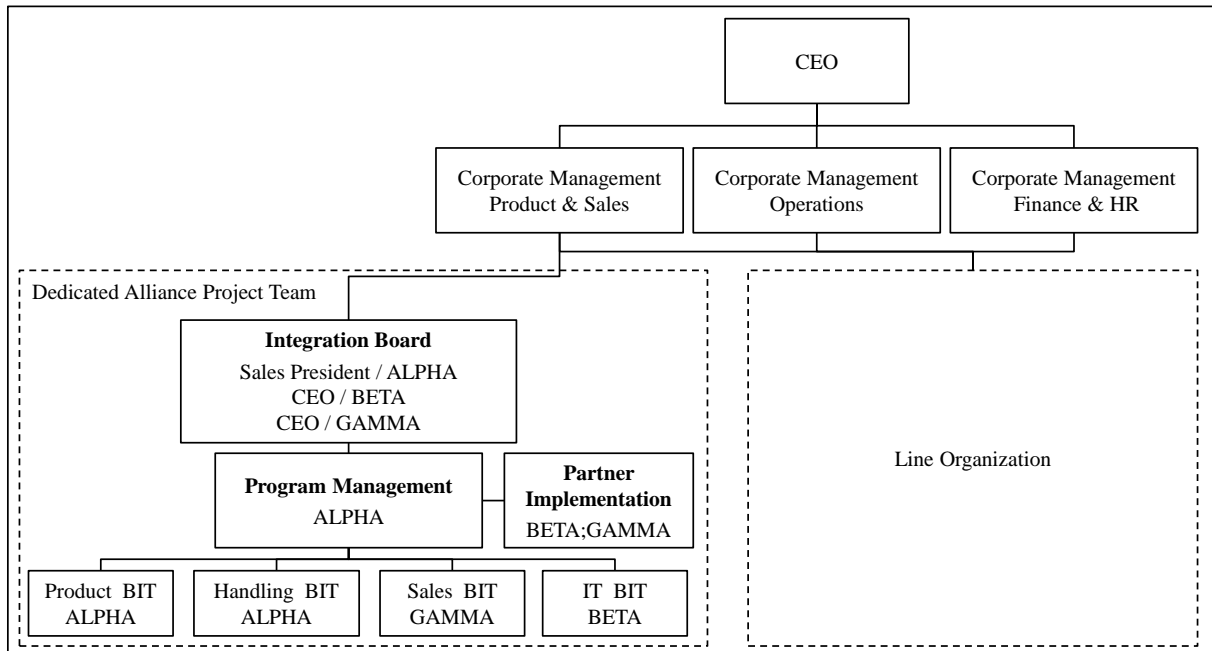 CEO
Corporate Management
Product & Sales
Corporate Management
Operations
Corporate Management
Finance & HR
Dedicated Alliance Project Team
Integration Board
Sales President / ALPHA
CEO / BETA
CEO / GAMMA
Program Management
ALPHA
Partner
Implementation
BETA;GAMMA
Product BIT
ALPHA
Handling BIT
ALPHA
Sales BIT
GAMMA
IT BIT
BETA
Line Organization